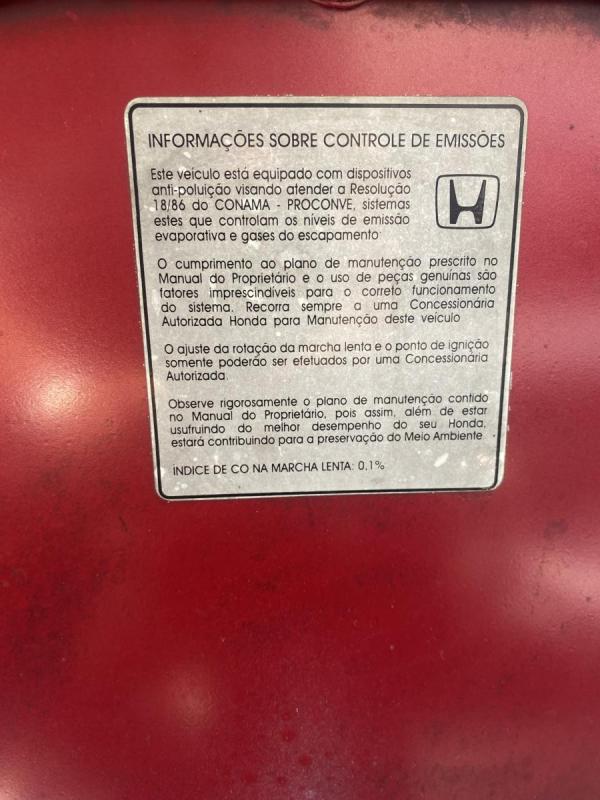 INFORMAÇÕES SOBRE CONTROLE DE EMISSÕES
Este veículo está equipado com dispositivos
anti-poluição visando atender a Resolução
18/86 do CONAMA - PROCONVE, sistemas
estes que controlam os níveis de emissão
evaporativa e gases do escapamento.
O cumprimento ao plano de manutenção prescrito no
Manual do Proprietário e o uso de peças genuínas são
fatores imprescindíveis para o correto funcionamento
do sistema. Recorra sempre a uma Concessionária
Autorizada Honda para Manutenção deste veículo
O ajuste da rotação da marcha lenta e o ponto de ignição
somente poderão ser efetuados por uma Concessionária
Autorizada.
Observe rigorosamente o plano de manutenção contido
no Manual do Proprietário, pois assim, além de estar
usufruindo do melhor desempenho do seu Honda,
estará contribuindo para a preservação do Meio Ambiente
ÍNDICE DE CO NA MARCHA LENTA: 0,1%